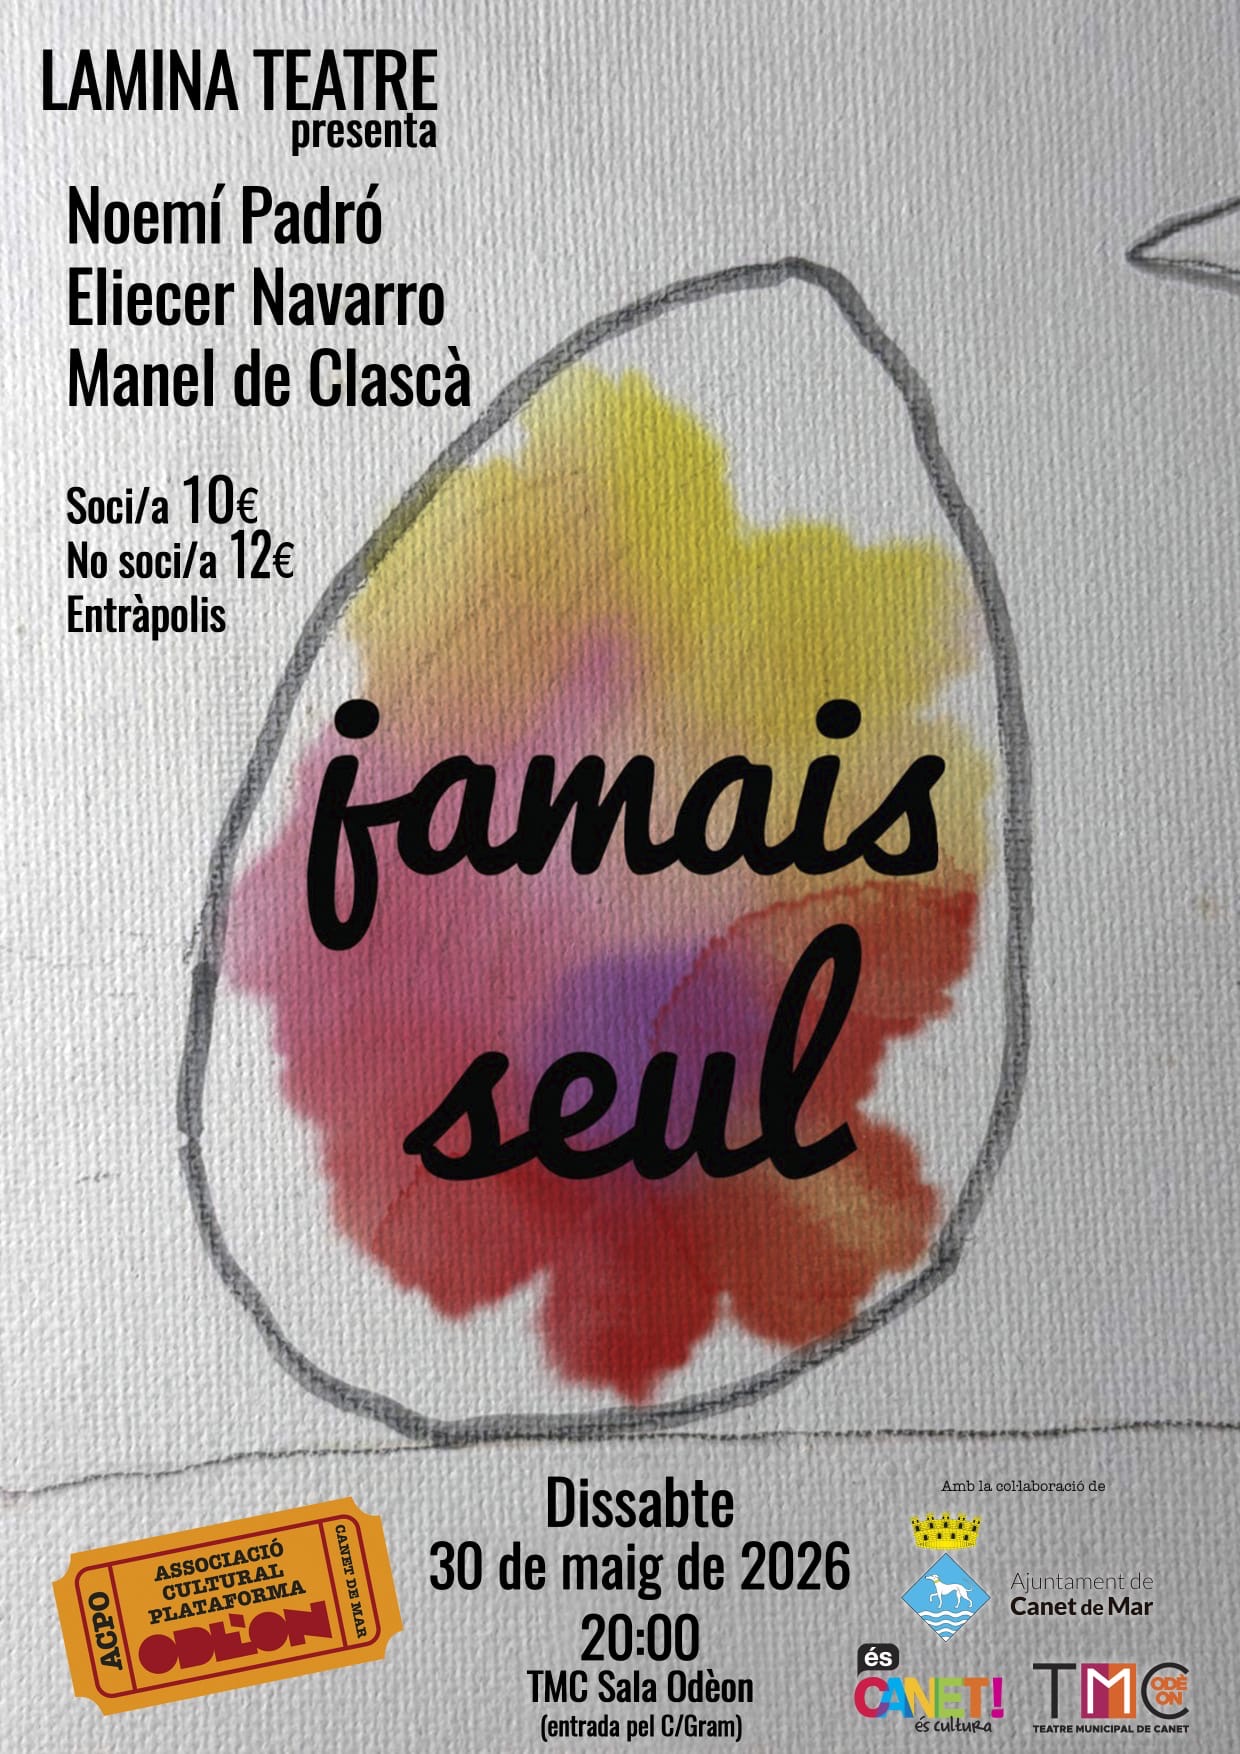 LAMINA TEATRE
presenta
Noemí Padró
Eliecer Navarro
Manel de Clascà
Soci/a 10€
No soci/a 12€
Entràpolis
jamais
seul
ACPO
ASSOCIACIÓ
CULTURAL
PLATAFORMA
ODÈON
CANET DE MAR
Dissabte
30 de maig de 2026
20:00
TMC Sala Odèon
(entrada pel C/Gram)
Amb la col·laboració de
Ajuntament de
Canet de Mar
és
CANET!
és cultura
TMC
ODÈ
ON
TEATRE MUNICIPAL DE CANET